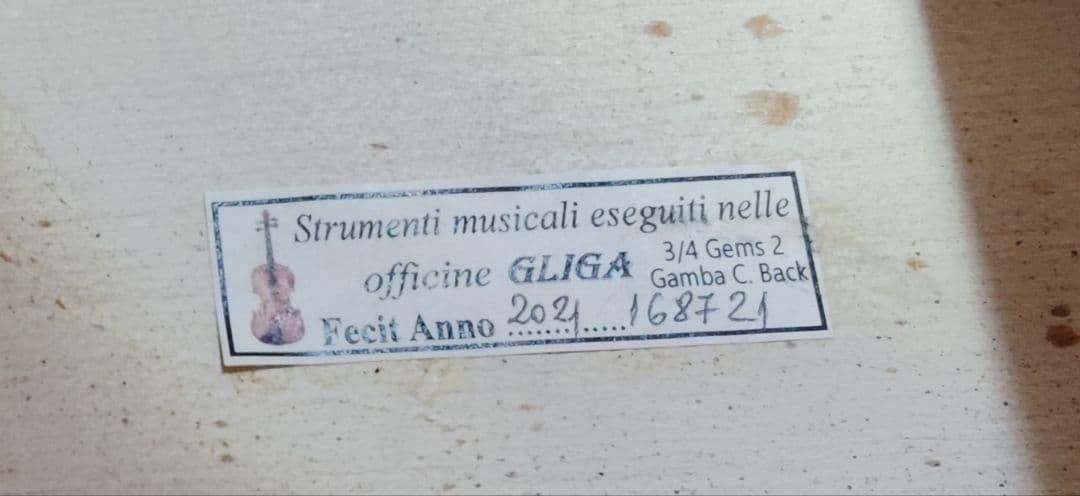 Strumenti musicali eseguiti nelle
officine GLIGA 3/4 Gems 2
Gamba C. Back
Fecit Anno 2021 ........... 168721